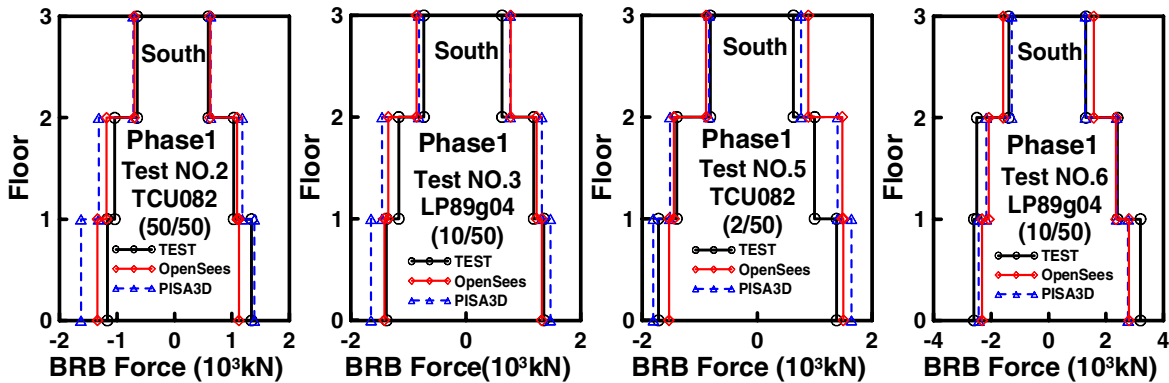 3
South
2
Floor
Phase1
Test NO.2
TCU082
(50/50)
1
TEST
OpenSees
PISA3D
0
-2 -1 0 1 2
BRB Force (10³kN)
3
South
2
Floor
Phase1
Test NO.3
LP89g04
(10/50)
1
TEST
OpenSees
PISA3D
0
-2 -1 0 1 2
BRB Force(10³kN)
3
South
2
Floor
Phase1
Test NO.5
TCU082
(2/50)
1
TEST
OpenSees
PISA3D
0
-2 -1 0 1 2
BRB Force (10³kN)
3
South
2
Floor
Phase1
Test NO.6
LP89g04
(10/50)
1
TEST
OpenSees
PISA3D
0
-4 -2 0 2 4
BRB Force (10³kN)